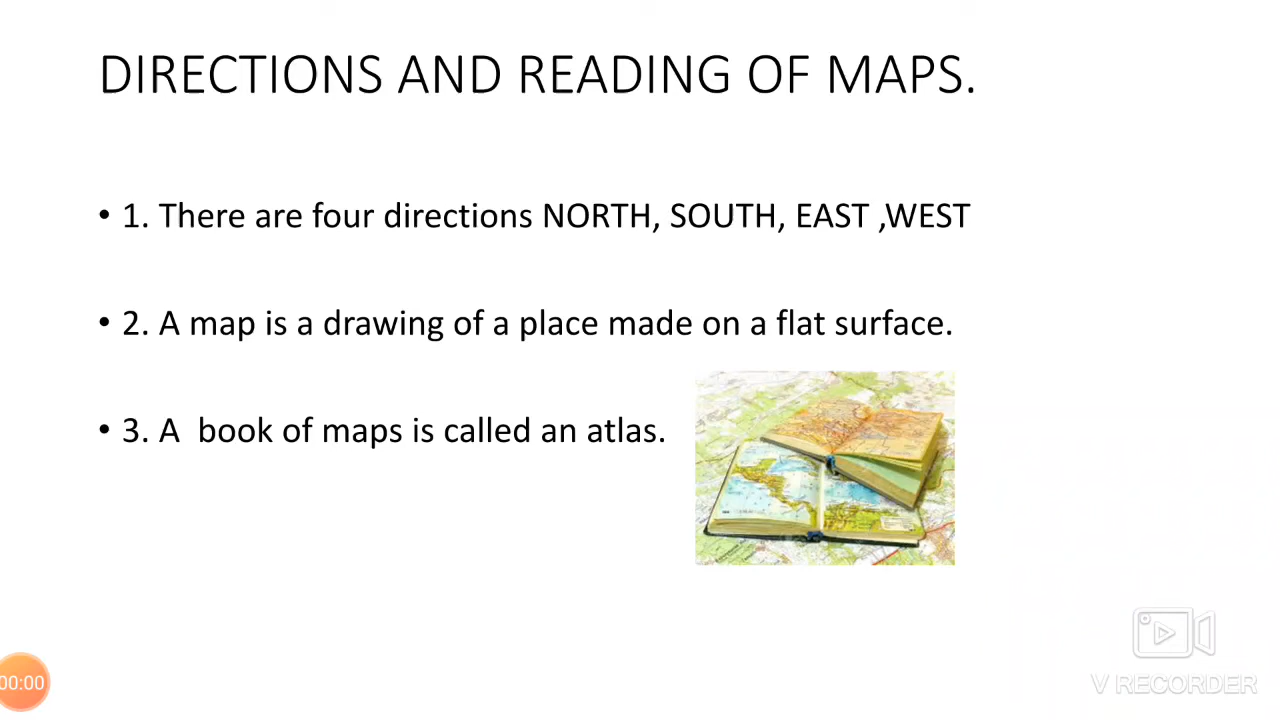 DIRECTIONS AND READING OF MAPS.
• 1. There are four directions NORTH, SOUTH, EAST ,WEST
• 2. A map is a drawing of a place made on a flat surface.
• 3. A  book of maps is called an atlas.
00:00
V RECORDER